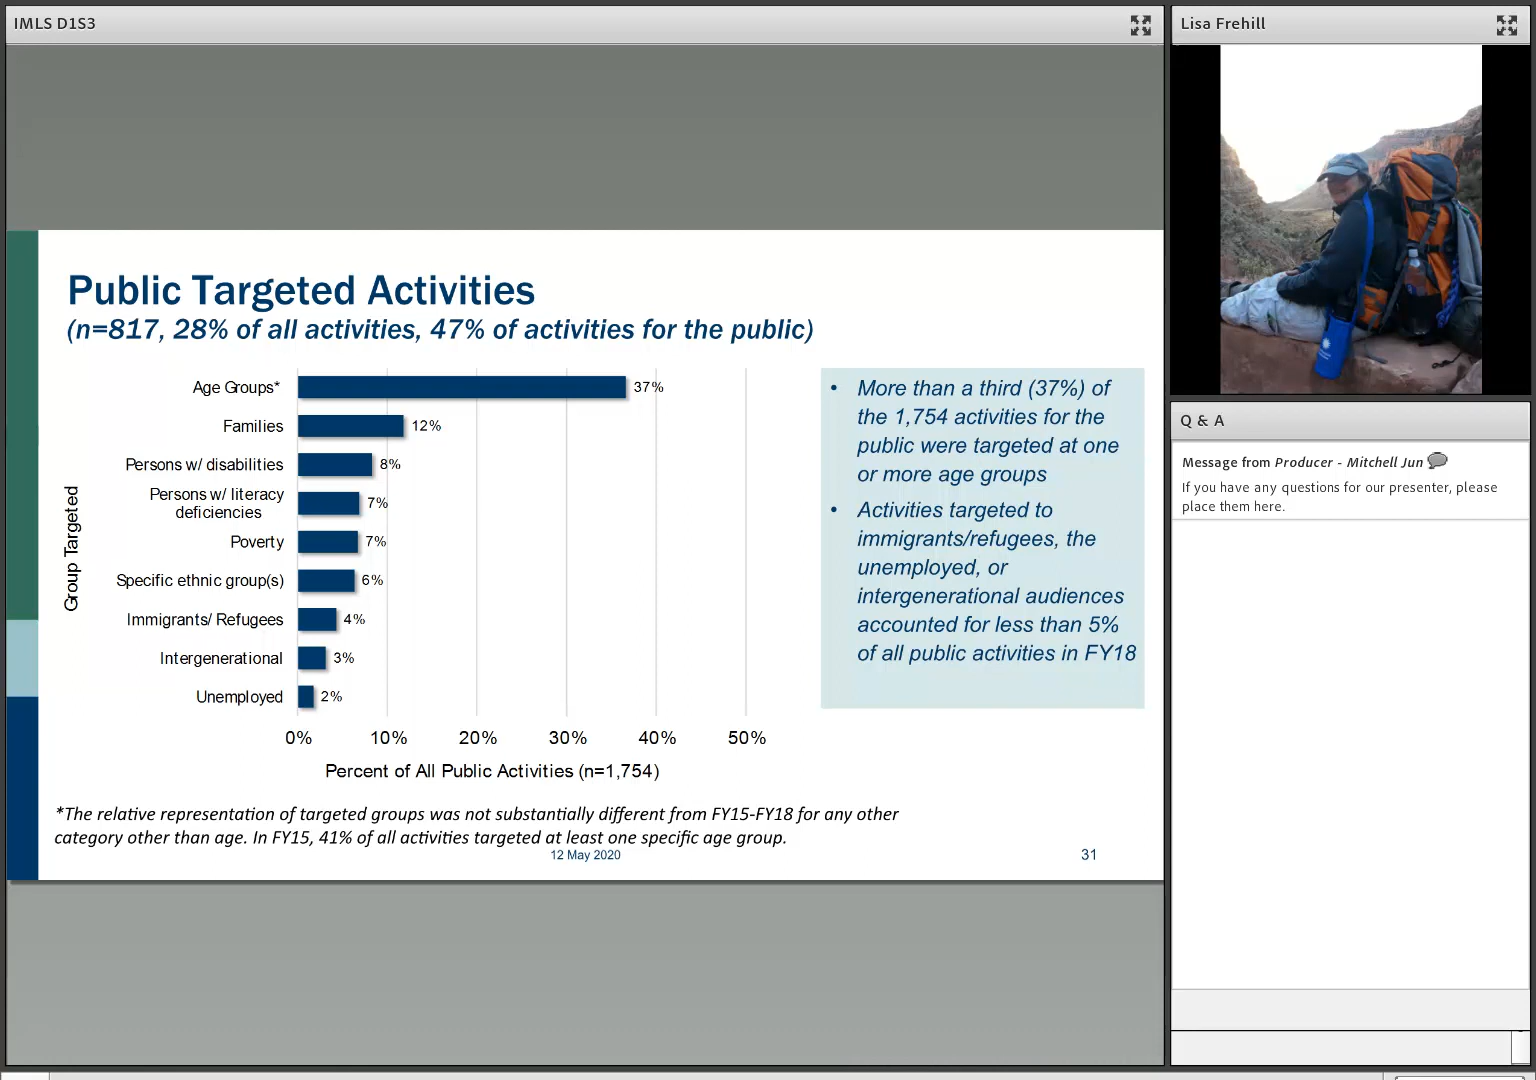 IMLS D1S3
Lisa Frehill
Public Targeted Activities
(n=817, 28% of all activities, 47% of activities for the public)
Group Targeted
Age Groups* 37%
Families 12%
Persons w/ disabilities 8%
Persons w/ literacy
deficiencies 7%
Poverty 7%
Specific ethnic group(s) 6%
Immigrants/ Refugees 4%
Intergenerational 3%
Unemployed 2%
0% 10% 20% 30% 40% 50%
Percent of All Public Activities (n=1,754)
• More than a third (37%) of
the 1,754 activities for the
public were targeted at one
or more age groups
• Activities targeted to
immigrants/refugees, the
unemployed, or
intergenerational audiences
accounted for less than 5%
of all public activities in FY18
*The relative representation of targeted groups was not substantially different from FY15-FY18 for any other
category other than age. In FY15, 41% of all activities targeted at least one specific age group.
12 May 2020
31
Q & A
Message from Producer - Mitchell Jun
If you have any questions for our presenter, please
place them here.